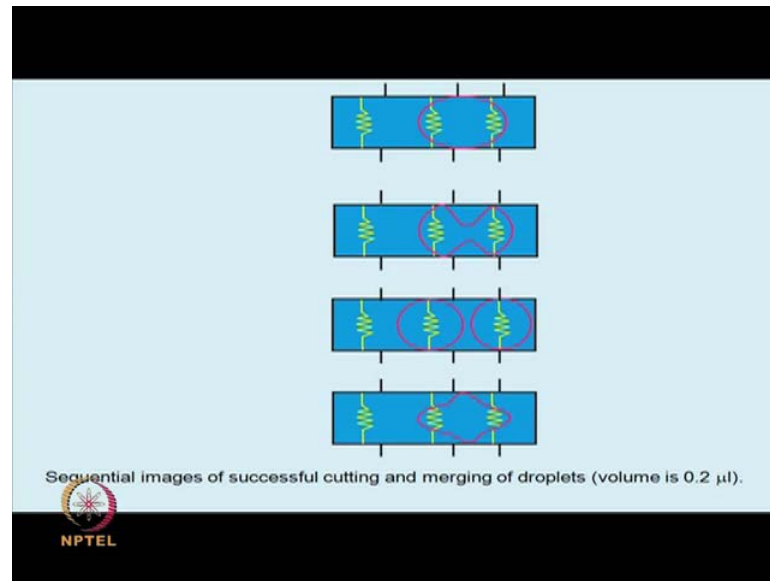 Sequential images of successful cutting and merging of droplets (volume is 0.2 µl).
NPTEL